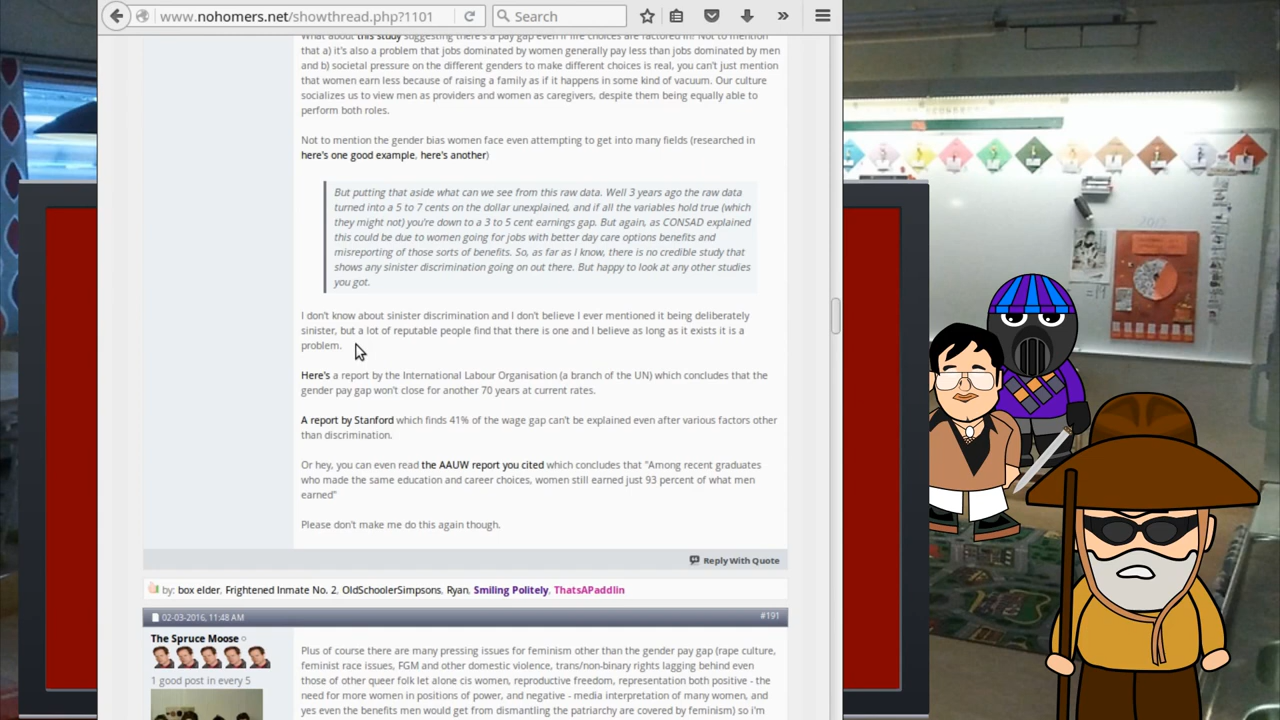 www.nohomers.net/showthread.php?1101
Search
What about this study suggesting there's a pay gap even if life choices are factored in? Not to mention
that a) it's also a problem that jobs dominated by women generally pay less than jobs dominated by men
and b) societal pressure on the different genders to make different choices is real, you can't just mention
that women earn less because of raising a family as if it happens in some kind of vacuum. Our culture
socializes us to view men as providers and women as caregivers, despite them being equally able to
perform both roles.
Not to mention the gender bias women face even attempting to get into many fields (researched in
here's one good example, here's another)
But putting that aside what can we see from this raw data. Well 3 years ago the raw data
turned into a 5 to 7 cents on the dollar unexplained, and if all the variables hold true (which
they might not) you're down to a 3 to 5 cent earnings gap. But again, as CONSAD explained
this could be due to women going for jobs with better day care options benefits and
misreporting of those sorts of benefits. So, as far as I know, there is no credible study that
shows any sinister discrimination going on out there. But happy to look at any other studies
you got.
I don't know about sinister discrimination and I don't believe I ever mentioned it being deliberately
sinister, but a lot of reputable people find that there is one and I believe as long as it exists it is a
problem.
Here's a report by the International Labour Organisation (a branch of the UN) which concludes that the
gender pay gap won't close for another 70 years at current rates.
A report by Stanford which finds 41% of the wage gap can't be explained even after various factors other
than discrimination.
Or hey, you can even read the AAUW report you cited which concludes that "Among recent graduates
who made the same education and career choices, women still earned just 93 percent of what men
earned"
Please don't make me do this again though.
Reply With Quote
by: box elder, Frightened Inmate No. 2, OldSchoolerSimpsons, Ryan, Smiling Politely, ThatsAPaddlin
02-03-2016, 11:48 AM #191
The Spruce Moose
1 good post in every 5
Plus of course there are many pressing issues for feminism other than the gender pay gap (rape culture,
feminist race issues, FGM and other domestic violence, trans/non-binary rights lagging behind even
those of other queer folk let alone cis women, reproductive freedom, representation both positive - the
need for more women in positions of power, and negative - media interpretation of many women, and
yes even the benefits men would get from dismantling the patriarchy are covered by feminism) so i'm